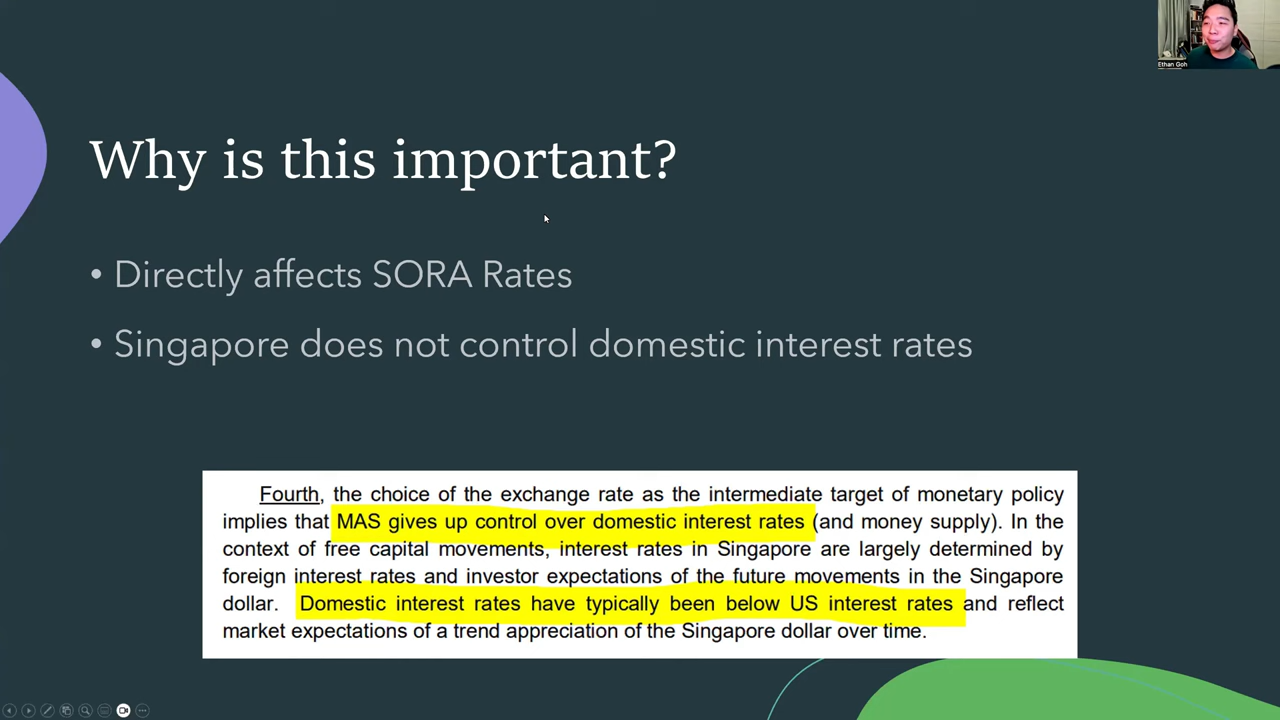 Ethan Goh
Why is this important?
• Directly affects SORA Rates
• Singapore does not control domestic interest rates
Fourth, the choice of the exchange rate as the intermediate target of monetary policy
implies that MAS gives up control over domestic interest rates (and money supply). In the
context of free capital movements, interest rates in Singapore are largely determined by
foreign interest rates and investor expectations of the future movements in the Singapore
dollar. Domestic interest rates have typically been below US interest rates and reflect
market expectations of a trend appreciation of the Singapore dollar over time.